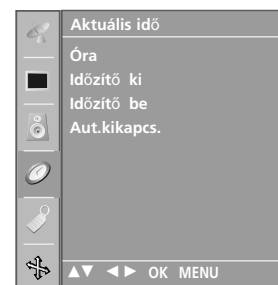 Aktuális idő
Óra
Időzítő ki
Időzítő be
Aut.kikapcs.
▲▼ ◄► OK MENU